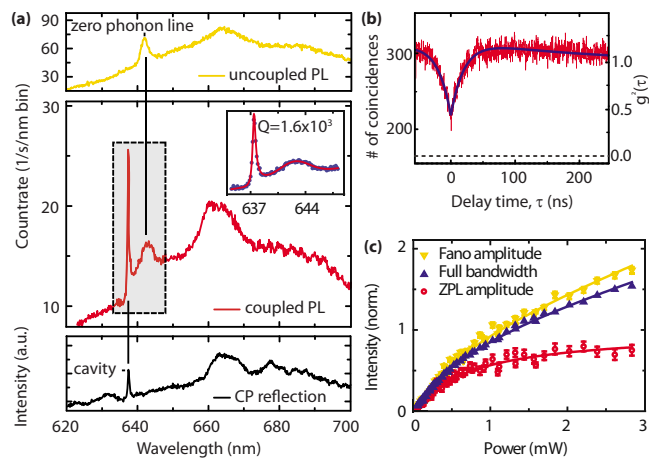 (a)
90
60
30
zero phonon line
uncoupled PL
Countrate (1/s/nm bin)
30
20
10
Q=1.6x10³
637 644
coupled PL
Intensity (a.u.)
cavity
CP reflection
620 640 660 680 700
Wavelength (nm)
(b)
# of coincidences
300
200
1.0
0.5
0.0
g²(τ)
0 100 200
Delay time, τ (ns)
(c)
Intensity (norm.)
2
1
0
Fano amplitude
Full bandwidth
ZPL amplitude
0 1 2 3
Power (mW)